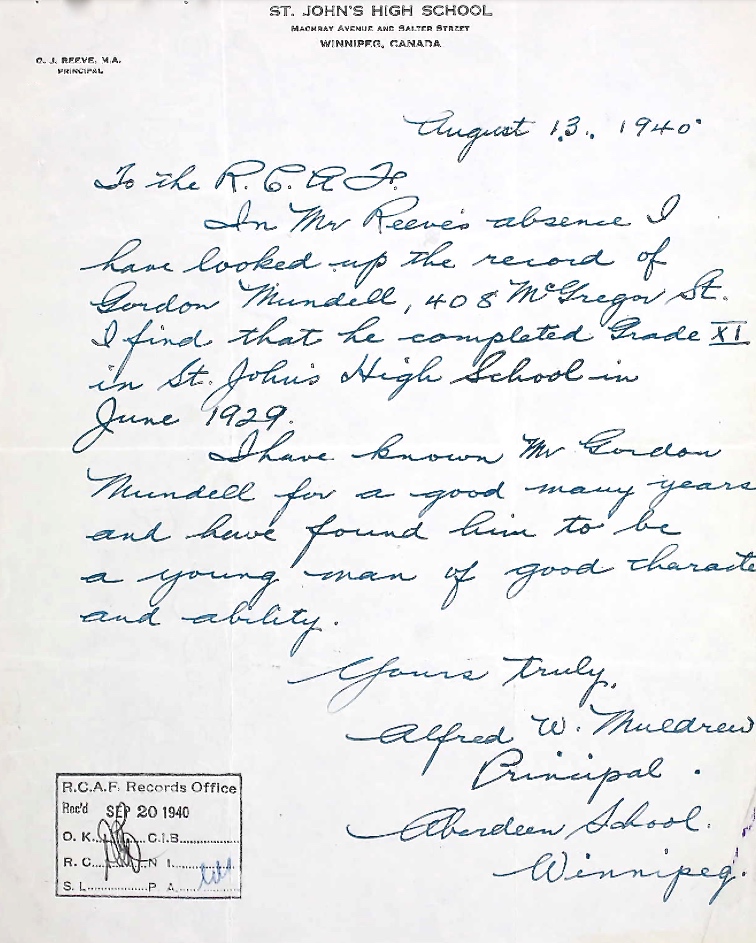 ST. JOHN'S HIGH SCHOOL
MACHRAY AVENUE AND SALTER STREET
WINNIPEG, CANADA
G. J. REEVE, M.A.
PRINCIPAL
August 13., 1940
To the R. C. A. F.
In Mr Reeve's absence I
have looked up the record of
Gordon Mundell, 408 McGregor St.
I find that he completed Grade XI
in St. John's High School in
June 1929.
I have known Mr Gordon
Mundell for a good many years
and have found him to be
a young man of good characte
and ability.
Yours truly,
Alfred W. Muldrew
Principal.
Aberdeen School.
Winnipeg.
R.C.A.F. Records Office
Rec'd SEP 20 1940
O. K. C.I.B.
R. C. N I.
S. L. P. A.